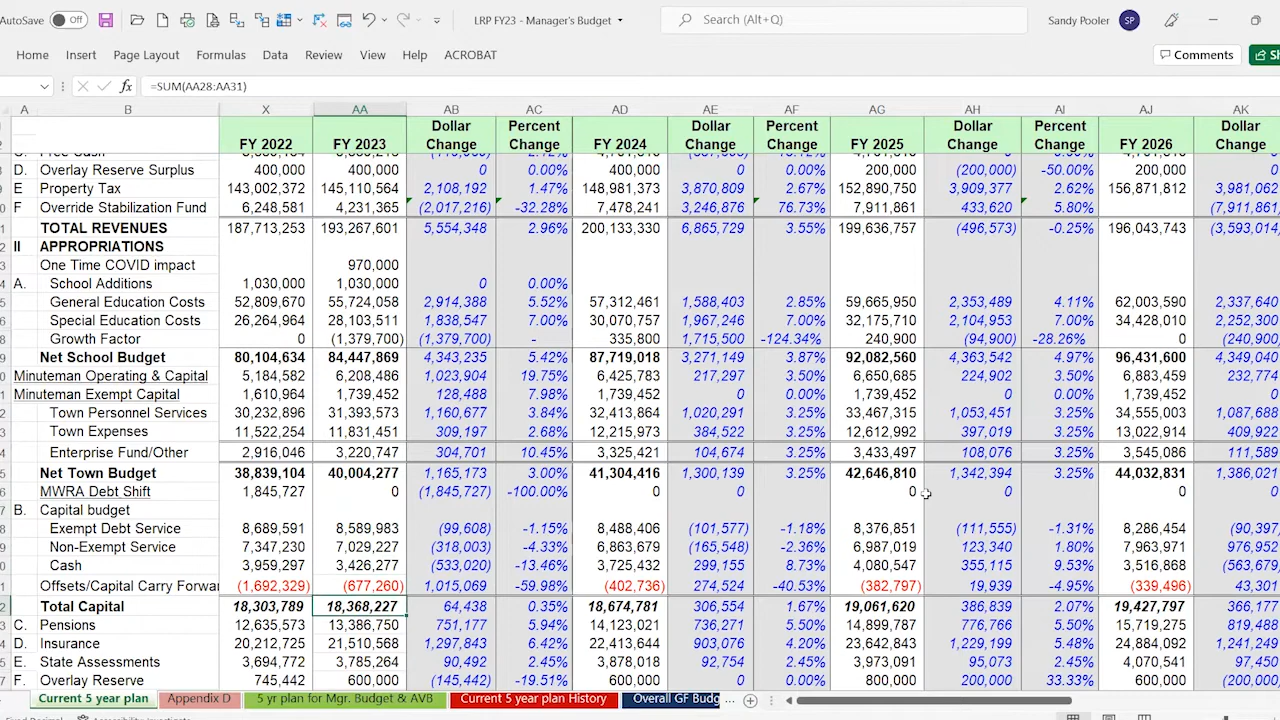 AutoSave Off LRP FY23 - Manager's Budget Search (Alt+Q) Sandy Pooler SP
Home Insert Page Layout Formulas Data Review View Help ACROBAT Comments
fx =SUM(AA28:AA31)
A B X AA AB AC AD AE AF AG AH AI AJ AK
FY 2022 FY 2023 Dollar Change Percent Change FY 2024 Dollar Change Percent Change FY 2025 Dollar Change Percent Change FY 2026 Dollar Change
D. Overlay Reserve Surplus 400,000 400,000 0 0.00% 400,000 0 0.00% 200,000 (200,000) -50.00% 200,000 0
E Property Tax 143,002,372 145,110,564 2,108,192 1.47% 148,981,373 3,870,809 2.67% 152,890,750 3,909,377 2.62% 156,871,812 3,981,062
F Override Stabilization Fund 6,248,581 4,231,365 (2,017,216) -32.28% 7,478,241 3,246,876 76.73% 7,911,861 433,620 5.80% (7,911,861)
TOTAL REVENUES 187,713,253 193,267,601 5,554,348 2.96% 200,133,330 6,865,729 3.55% 199,636,757 (496,573) -0.25% 196,043,743 (3,593,014)
II APPROPRIATIONS
One Time COVID impact 970,000
A. School Additions 1,030,000 1,030,000 0 0.00%
General Education Costs 52,809,670 55,724,058 2,914,388 5.52% 57,312,461 1,588,403 2.85% 59,665,950 2,353,489 4.11% 62,003,590 2,337,640
Special Education Costs 26,264,964 28,103,511 1,838,547 7.00% 30,070,757 1,967,246 7.00% 32,175,710 2,104,953 7.00% 34,428,010 2,252,300
Growth Factor 0 (1,379,700) (1,379,700) - 335,800 1,715,500 -124.34% 240,900 (94,900) -28.26% 0 (240,900)
Net School Budget 80,104,634 84,447,869 4,343,235 5.42% 87,719,018 3,271,149 3.87% 92,082,560 4,363,542 4.97% 96,431,600 4,349,040
Minuteman Operating & Capital 5,184,582 6,208,486 1,023,904 19.75% 6,425,783 217,297 3.50% 6,650,685 224,902 3.50% 6,883,459 232,774
Minuteman Exempt Capital 1,610,964 1,739,452 128,488 7.98% 1,739,452 0 0.00% 1,739,452 0 0.00% 1,739,452 0
Town Personnel Services 30,232,896 31,393,573 1,160,677 3.84% 32,413,864 1,020,291 3.25% 33,467,315 1,053,451 3.25% 34,555,003 1,087,688
Town Expenses 11,522,254 11,831,451 309,197 2.68% 12,215,973 384,522 3.25% 12,612,992 397,019 3.25% 13,022,914 409,922
Enterprise Fund/Other 2,916,046 3,220,747 304,701 10.45% 3,325,421 104,674 3.25% 3,433,497 108,076 3.25% 3,545,086 111,589
Net Town Budget 38,839,104 40,004,277 1,165,173 3.00% 41,304,416 1,300,139 3.25% 42,646,810 1,342,394 3.25% 44,032,831 1,386,021
MWRA Debt Shift 1,845,727 0 (1,845,727) -100.00% 0 0 0 0 0 0
B. Capital budget
Exempt Debt Service 8,689,591 8,589,983 (99,608) -1.15% 8,488,406 (101,577) -1.18% 8,376,851 (111,555) -1.31% 8,286,454 (90,397)
Non-Exempt Service 7,347,230 7,029,227 (318,003) -4.33% 6,863,679 (165,548) -2.36% 6,987,019 123,340 1.80% 7,963,971 976,952
Cash 3,959,297 3,426,277 (533,020) -13.46% 3,725,432 299,155 8.73% 4,080,547 355,115 9.53% 3,516,868 (563,679)
Offsets/Capital Carry Forwar (1,692,329) (677,260) 1,015,069 -59.98% (402,736) 274,524 -40.53% (382,797) 19,939 -4.95% (339,496) 43,301
Total Capital 18,303,789 18,368,227 64,438 0.35% 18,674,781 306,554 1.67% 19,061,620 386,839 2.07% 19,427,797 366,177
C. Pensions 12,635,573 13,386,750 751,177 5.94% 14,123,021 736,271 5.50% 14,899,787 776,766 5.50% 15,719,275 819,488
D. Insurance 20,212,725 21,510,568 1,297,843 6.42% 22,413,644 903,076 4.20% 23,642,843 1,229,199 5.48% 24,884,092 1,241,249
E. State Assessments 3,694,772 3,785,264 90,492 2.45% 3,878,018 92,754 2.45% 3,973,091 95,073 2.45% 4,070,541 97,450
F. Overlay Reserve 745,442 600,000 (145,442) -19.51% 600,000 0 0.00% 800,000 200,000 33.33% 600,000 (200,000)
Current 5 year plan Appendix D 5 yr plan for Mgr. Budget & AVB Current 5 year plan History Overall GF Budg ...